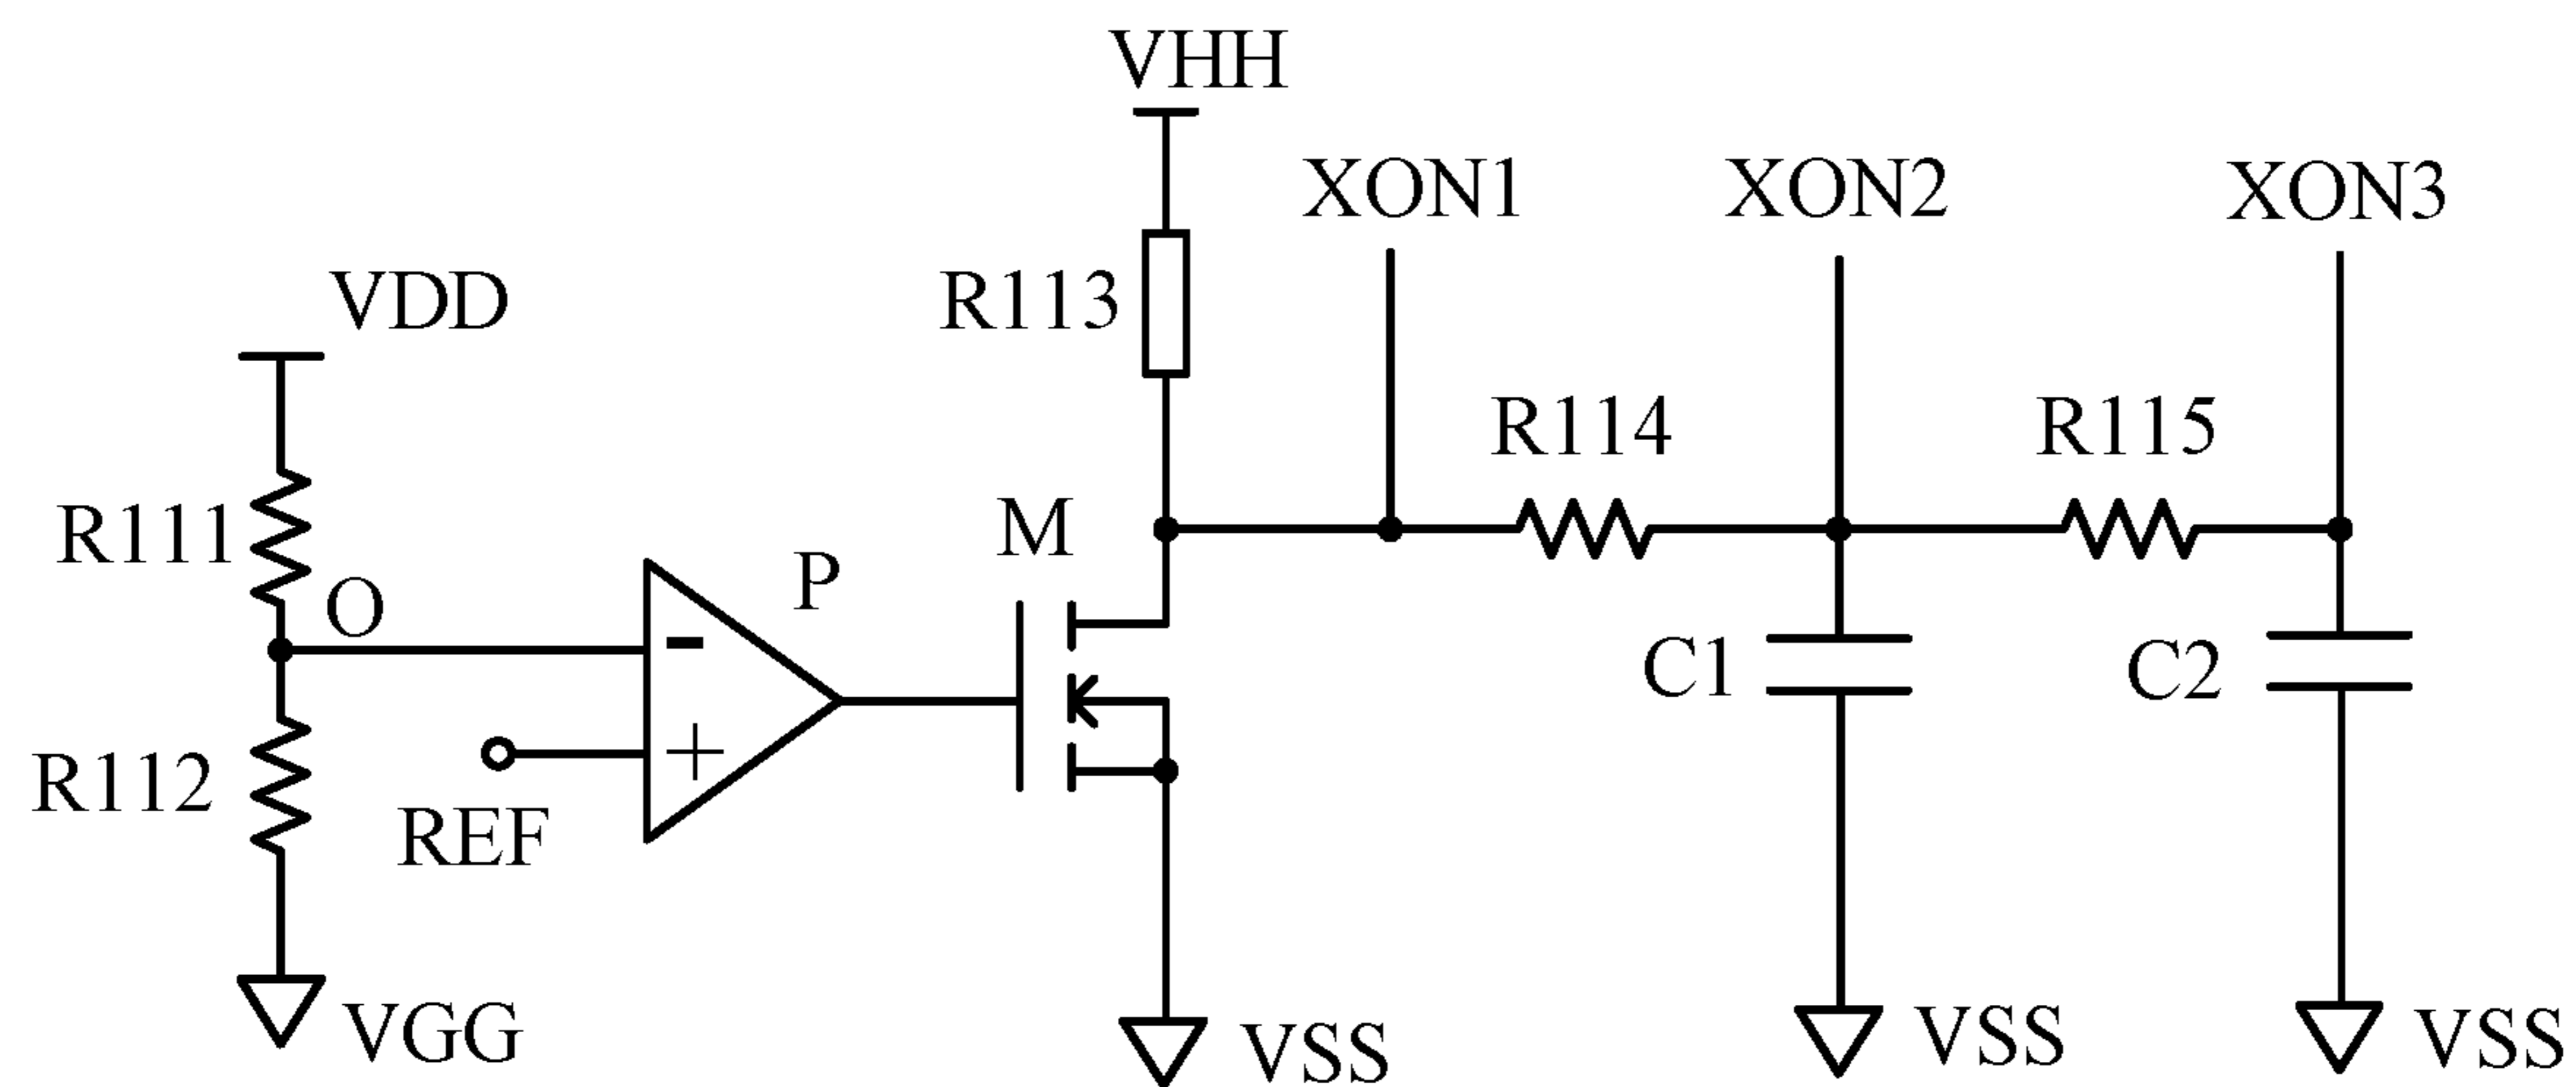 VHH
XON1
XON2
XON3
VDD
R113
R114
R115
R111
M
O
P
-
C1
C2
R112
+
REF
VGG
VSS
VSS
VSS